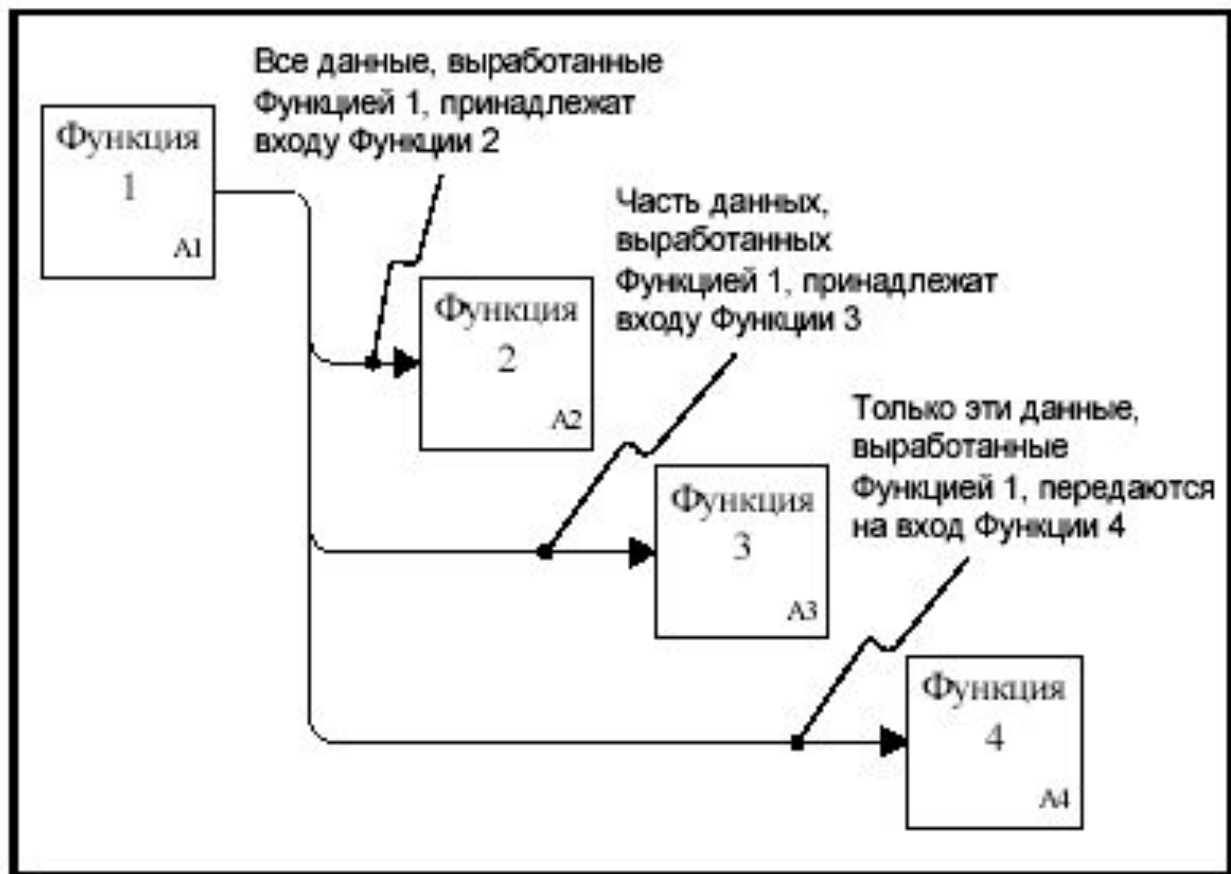 Все данные, выработанные
Функцией 1, принадлежат
входу Функции 2
Функция
1
A1
Часть данных,
выработанных
Функцией 1, принадлежат
входу Функции 3
Функция
2
A2
Только эти данные,
выработанные
Функцией 1, передаются
на вход Функции 4
Функция
3
A3
Функция
4
A4